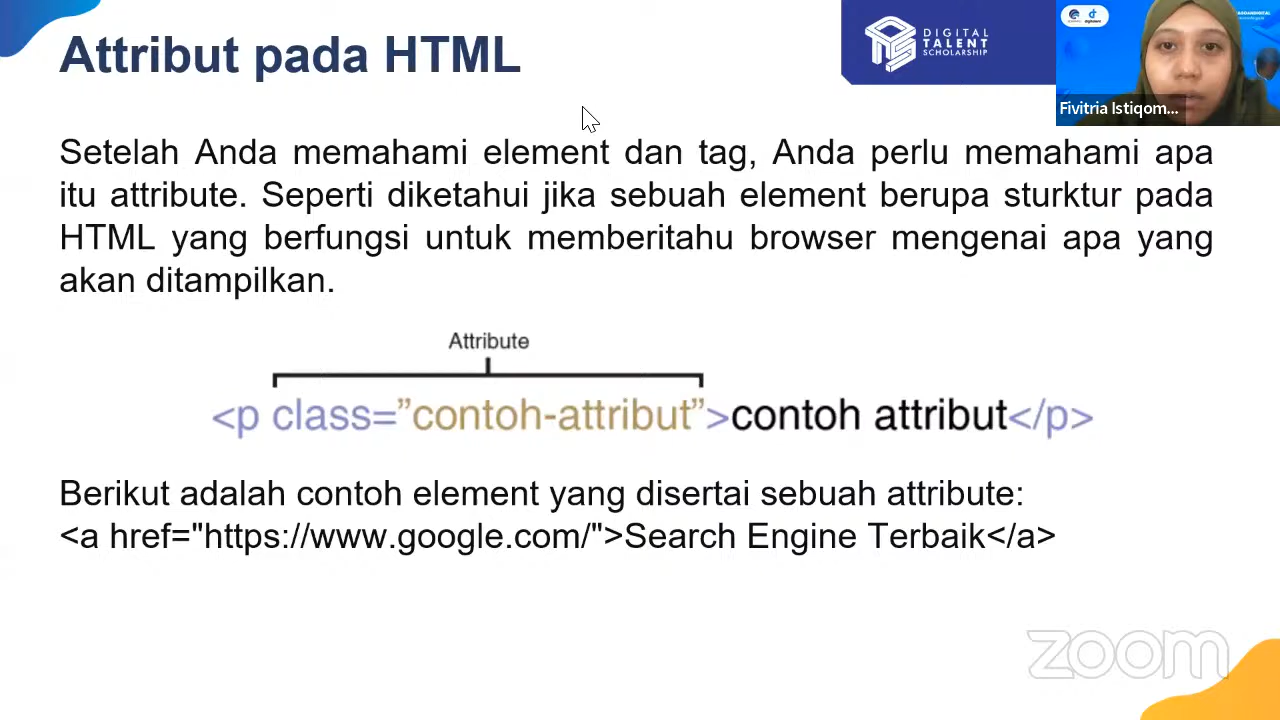 Attribut pada HTML
DIGITAL
TALENT
SCHOLARSHIP
Fivitria Istiqom...
Setelah Anda memahami element dan tag, Anda perlu memahami apa
itu attribute. Seperti diketahui jika sebuah element berupa sturktur pada
HTML yang berfungsi untuk memberitahu browser mengenai apa yang
akan ditampilkan.
Attribute
<p class=”contoh-attribut”>contoh attribut</p>
Berikut adalah contoh element yang disertai sebuah attribute:
<a href="https://www.google.com/">Search Engine Terbaik</a>
zoom